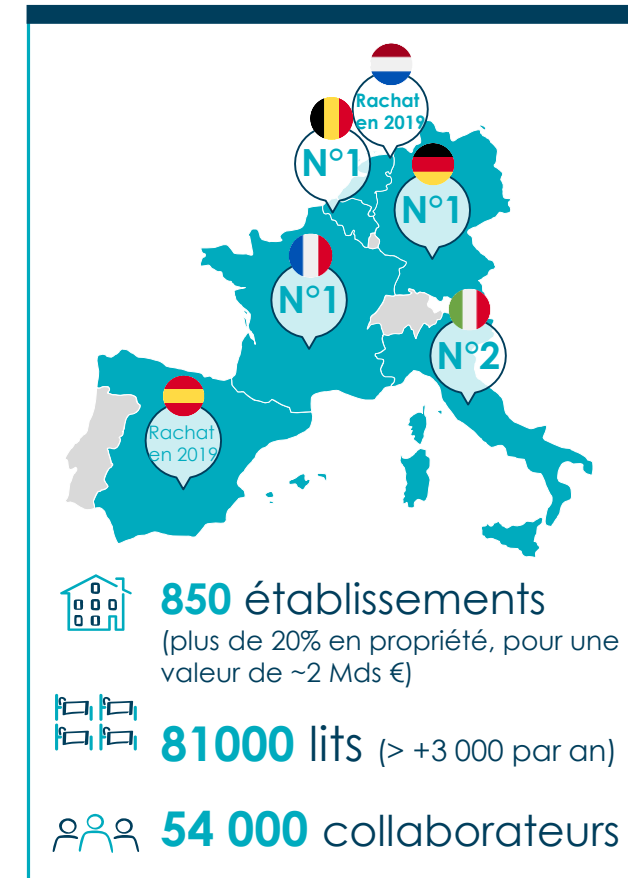 Rachat
en 2019
N°1
N°1
N°1
N°2
Rachat
en 2019
850 établissements
(plus de 20% en propriété, pour une
valeur de ~2 Mds €)
81000 lits (> +3 000 par an)
54 000 collaborateurs